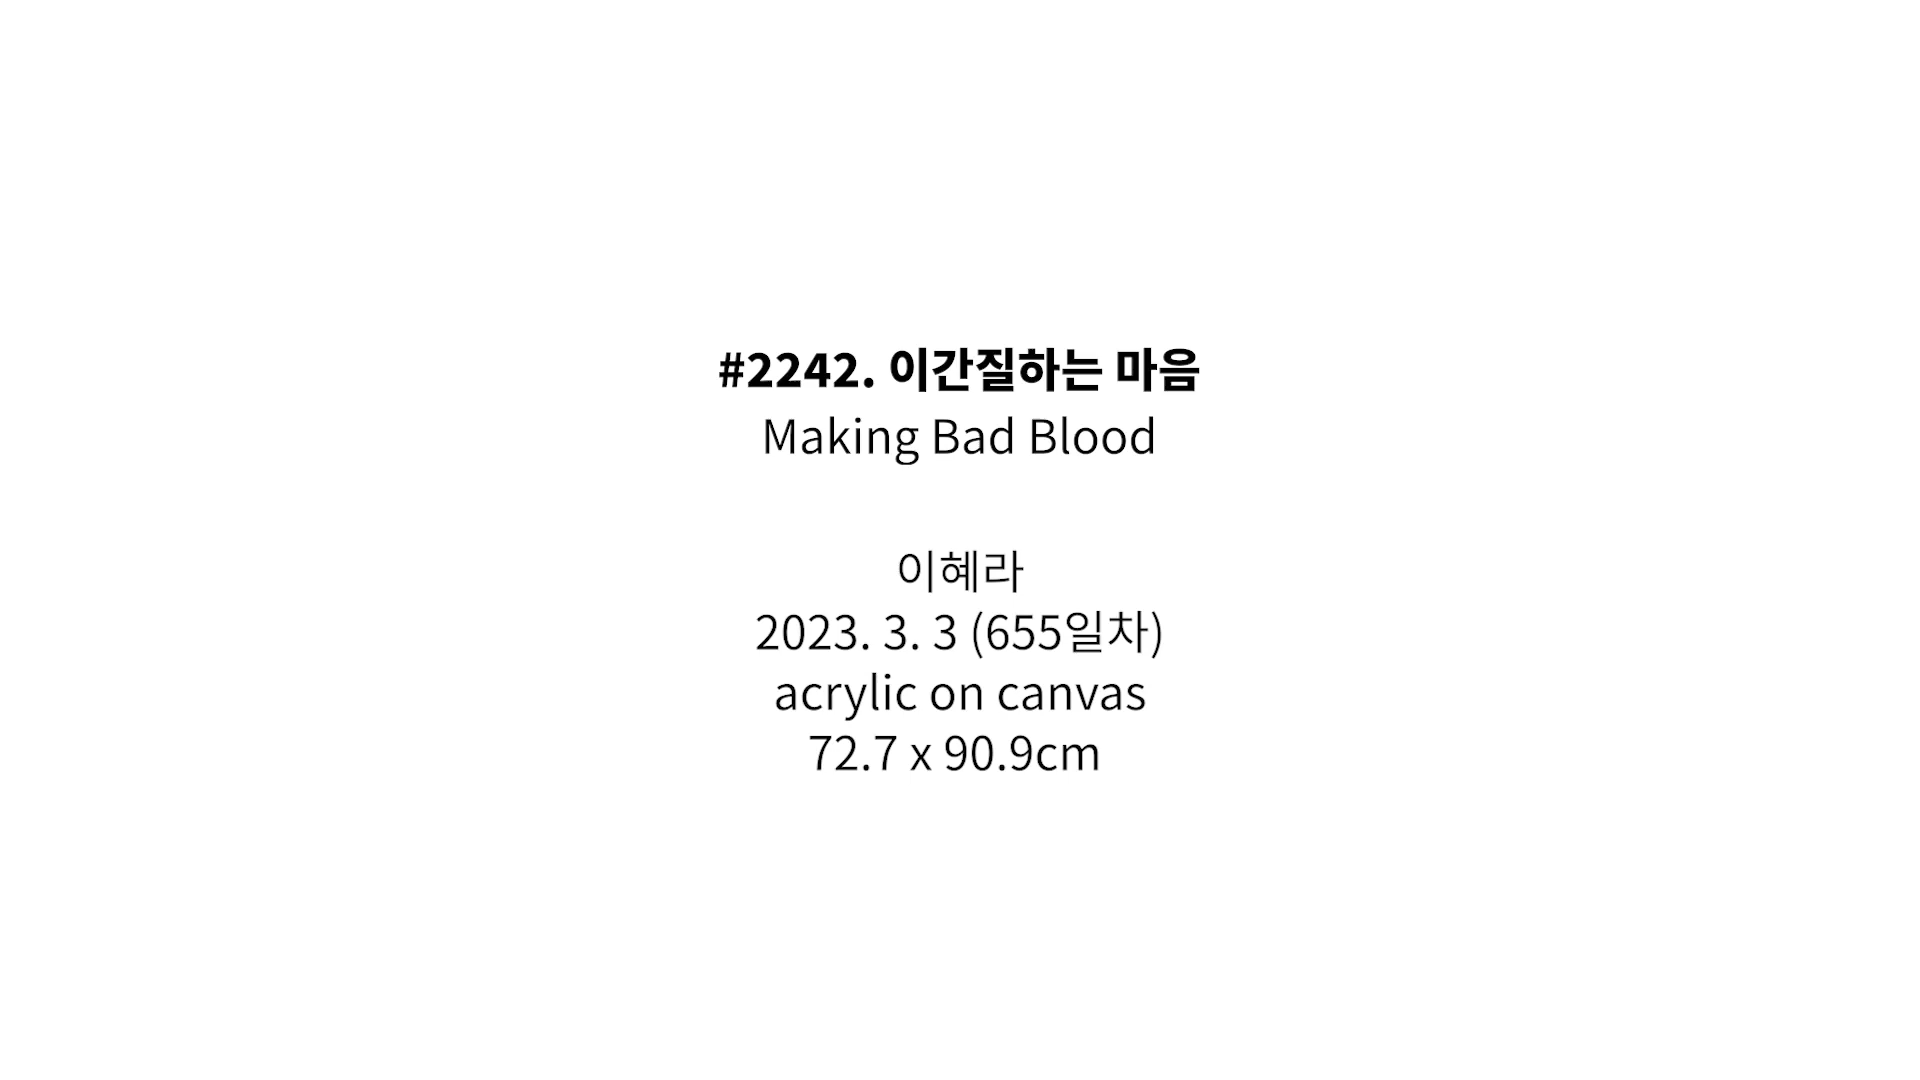 #2242. 이간질하는 마음
Making Bad Blood
이혜라
2023. 3. 3 (655일차)
acrylic on canvas
72.7 x 90.9cm